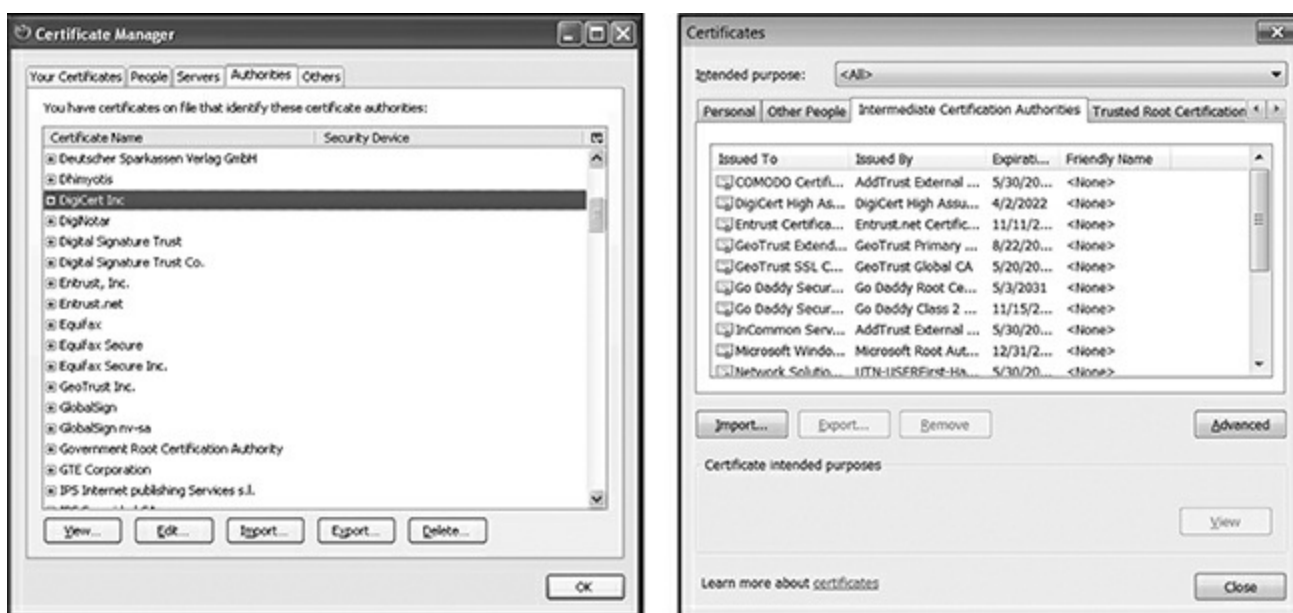 Certificate Manager
Your Certificates People Servers Authorities Others
You have certificates on file that identify these certificate authorities:
Certificate Name Security Device
Deutscher Sparkassen Verlag GmbH
Dhimyotis
DigiCert Inc
DigiNotar
Digital Signature Trust
Digital Signature Trust Co.
Entrust, Inc.
Entrust.net
Equifax
Equifax Secure
Equifax Secure Inc.
GeoTrust Inc.
GlobalSign
GlobalSign nv-sa
Government Root Certification Authority
GTE Corporation
IPS Internet publishing Services s.l.
View... Edit... Import... Export... Delete...
OK
Certificates
Intended purpose: <All>
Personal Other People Intermediate Certification Authorities Trusted Root Certification
Issued To Issued By Expirati... Friendly Name
COMODO Certifi... AddTrust External ... 5/30/20... <None>
DigiCert High As... DigiCert High Assu... 4/2/2022 <None>
Entrust Certifica... Entrust.net Certific... 11/11/2... <None>
GeoTrust Extend... GeoTrust Primary ... 8/22/20... <None>
GeoTrust SSL C... GeoTrust Global CA 5/20/20... <None>
Go Daddy Secur... Go Daddy Root Ce... 5/3/2031 <None>
Go Daddy Secur... Go Daddy Class 2 ... 11/15/2... <None>
InCommon Serv... AddTrust External ... 5/30/20... <None>
Microsoft Windo... Microsoft Root Aut... 12/31/2... <None>
Network Solutio... UTN-USERFirst-Ha... 5/30/20... <None>
Import... Export... Remove Advanced
Certificate intended purposes
View
Learn more about certificates
Close